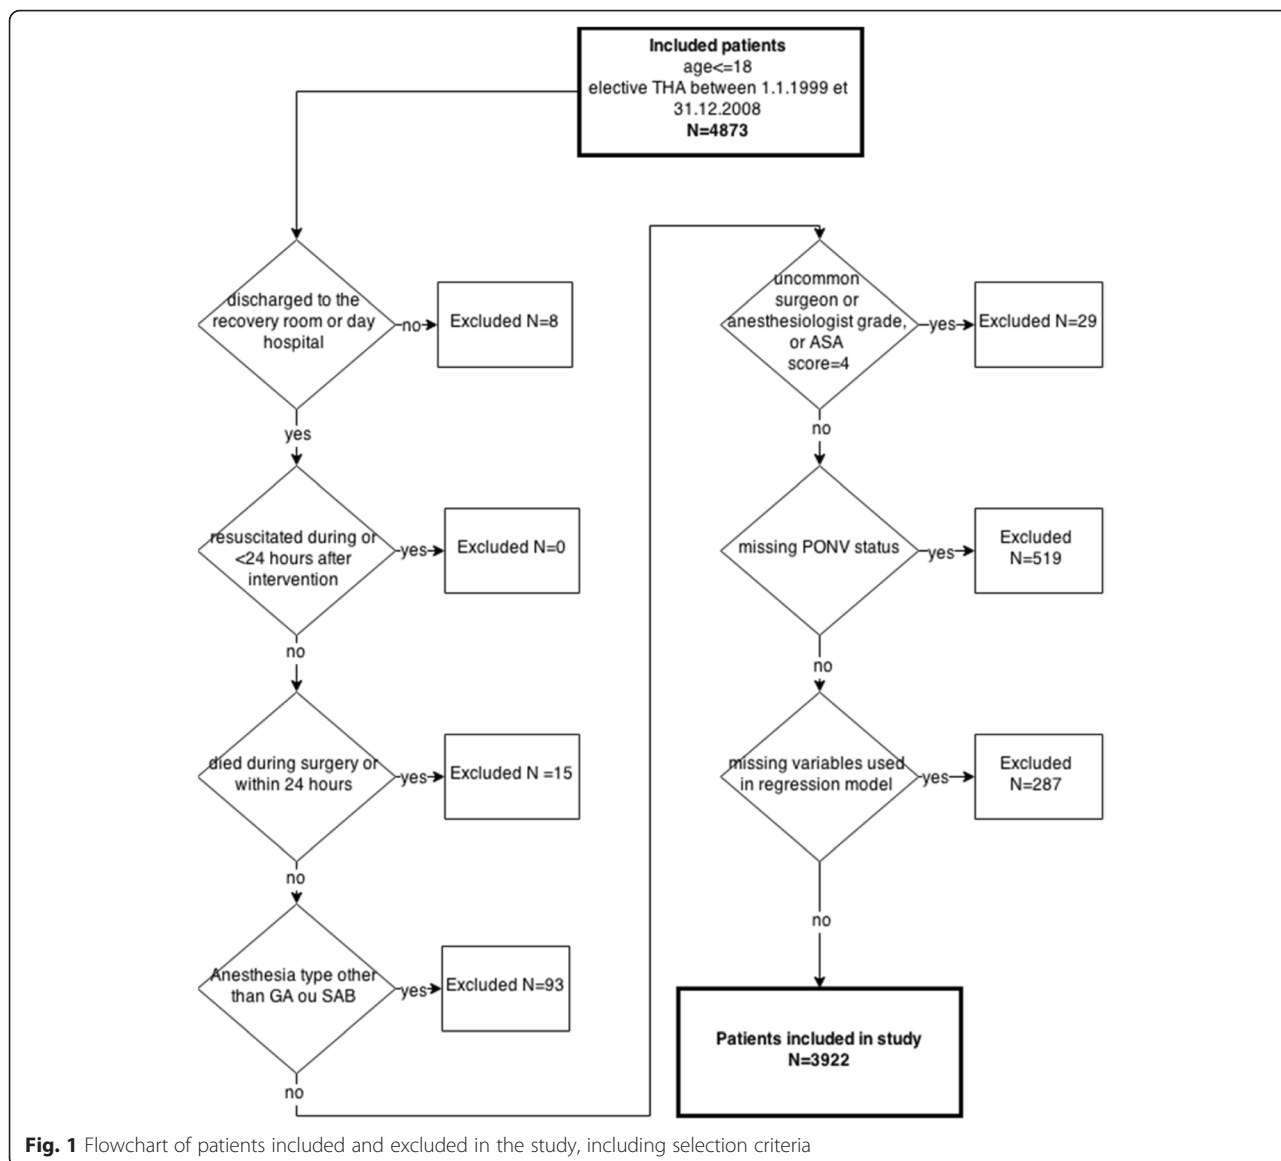 Included patients
age<=18
elective THA between 1.1.1999 et
31.12.2008
N=4873
discharged to the
recovery room or day
hospital
no
Excluded N=8
yes
resuscitated during or
<24 hours after
intervention
yes
Excluded N=0
no
died during surgery or
within 24 hours
yes
Excluded N =15
no
Anesthesia type other
than GA ou SAB
yes
Excluded N=93
no
uncommon
surgeon or
anesthesiologist grade,
or ASA
score=4
yes
Excluded N=29
no
missing PONV status
yes
Excluded
N=519
no
missing variables used
in regression model
yes
Excluded
N=287
no
Patients included in study
N=3922
Fig. 1 Flowchart of patients included and excluded in the study, including selection criteria